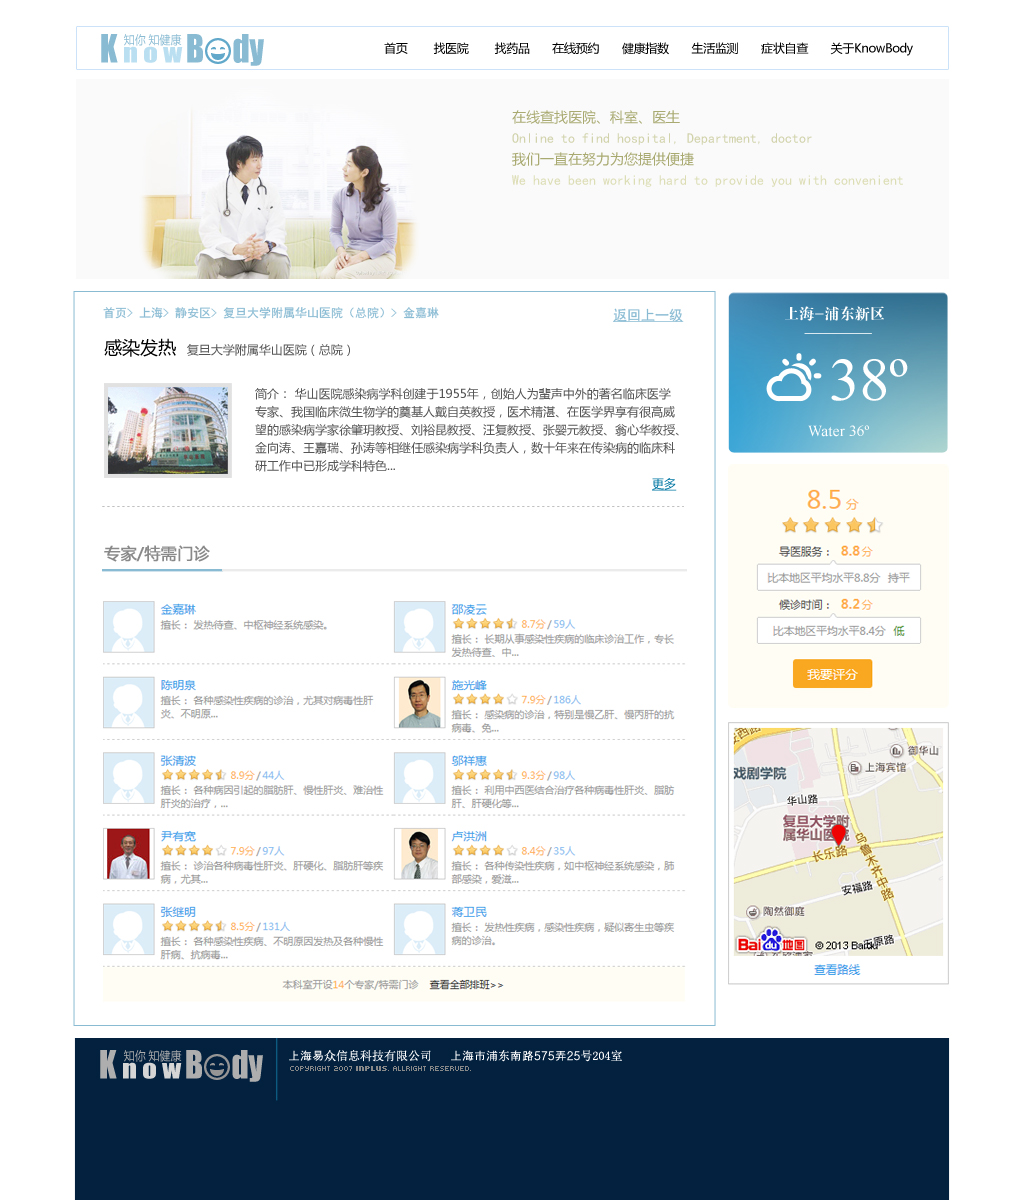 知你 知健康
KnowBody
首页 找医院 找药品 在线预约 健康指数 生活监测 症状自查 关于KnowBody
在线查找医院、科室、医生
Online to find hospital, Department, doctor
我们一直在努力为您提供便捷
We have been working hard to provide you with convenient
首页> 上海> 静安区> 复旦大学附属华山医院（总院）> 金嘉琳
返回上一级
感染发热 复旦大学附属华山医院（总院）
简介： 华山医院感染病学科创建于1955年，创始人为蜚声中外的著名临床医学
专家、我国临床微生物学的奠基人戴自英教授，医术精湛、在医学界享有很高威
望的感染病学家徐肇玥教授、刘裕昆教授、汪复教授、张婴元教授、翁心华教授、
金向涛、王嘉瑞、孙涛等相继任感染病学科负责人，数十年来在传染病的临床科
研工作中已形成学科特色...
更多
专家/特需门诊
金嘉琳
擅长： 发热待查、中枢神经系统感染。
邵凌云
8.7分/59人
擅长： 长期从事感染性疾病的临床诊治工作，专长
发热待查、中...
陈明泉
擅长： 各种感染性疾病的诊治，尤其对病毒性肝
炎、不明原...
施光峰
7.9分/186人
擅长： 感染病的诊治，特别是慢乙肝、慢丙肝的抗
病毒、免...
张清波
8.9分/44人
擅长： 各种病因引起的脂肪肝、慢性肝炎、难治性
肝炎的治疗，...
邬祥惠
9.3分/98人
擅长： 利用中西医结合治疗各种病毒性肝炎、脂肪
肝、肝硬化等...
尹有宽
7.9分/97人
擅长： 诊治各种病毒性肝炎、肝硬化、脂肪肝等疾
病，尤其...
卢洪洲
8.4分/35人
擅长： 各种传染性疾病，如中枢神经系统感染，肺
部感染，爱滋...
张继明
8.5分/131人
擅长： 各种感染性疾病、不明原因发热及各种慢性
肝病、抗病毒...
蒋卫民
擅长： 发热性疾病，感染性疾病，疑似寄生虫等疾
病的诊治。
本科室开设14个专家/特需门诊 查看全部排班>>
上海-浦东新区
38°
Water 36°
8.5分
导医服务： 8.8分
比本地区平均水平8.8分 持平
候诊时间： 8.2分
比本地区平均水平8.4分 低
我要评分
安西路
御华山
戏剧学院
上海宾馆
华山路
复旦大学附
属华山医院
长乐路
乌鲁木齐中路
安福路
陶然御庭
Bai地图
© 2013 Baidu
查看路线
知你 知健康
KnowBody
上海易众信息科技有限公司 上海市浦东南路575弄25号204室
COPYRIGHT 2007 INPLUS. ALLRIGHT RESERVED.